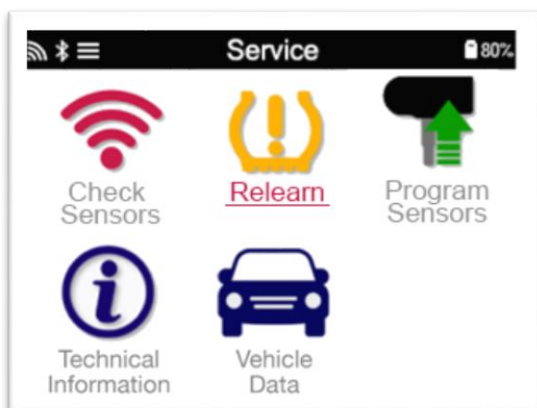 Service
80%
Check
Sensors
Relearn
Program
Sensors
Technical
Information
Vehicle
Data